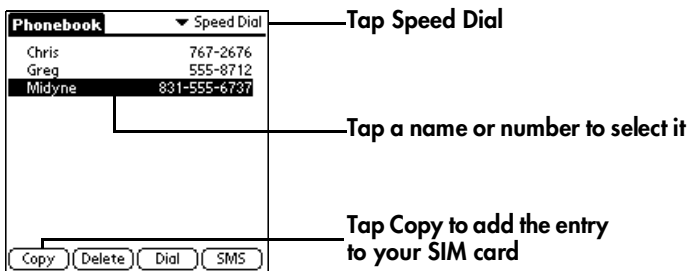 Phonebook ▼ Speed Dial
Chris 767-2676
Greg 555-8712
Midyne 831-555-6737
Copy Delete Dial SMS
Tap Speed Dial
Tap a name or number to select it
Tap Copy to add the entry
to your SIM card